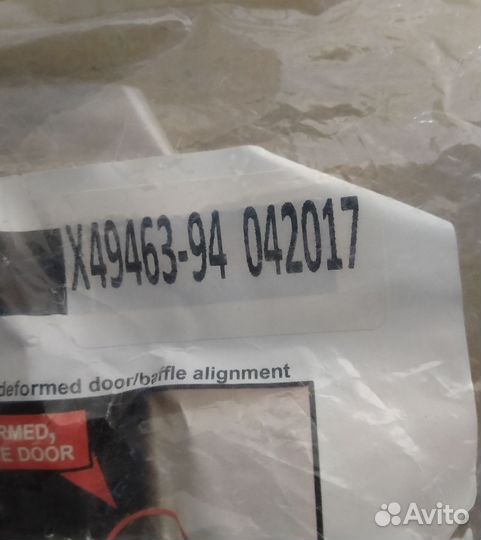 X49463-94 042017
deformed door/baffle alignment
RMED,
E DOOR
Avito